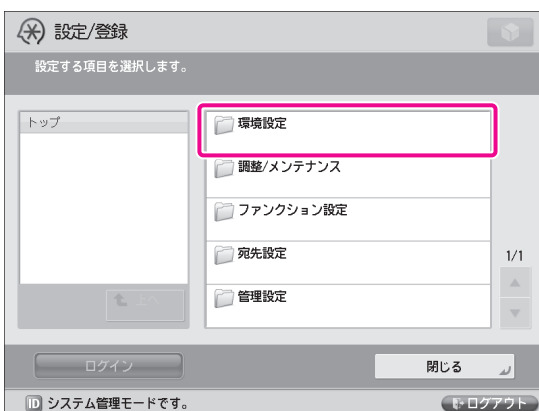 設定/登録
設定する項目を選択します。
トップ
環境設定
調整/メンテナンス
ファンクション設定
宛先設定
管理設定
1/1
上へ
ログイン
閉じる
ID システム管理モードです。
ログアウト